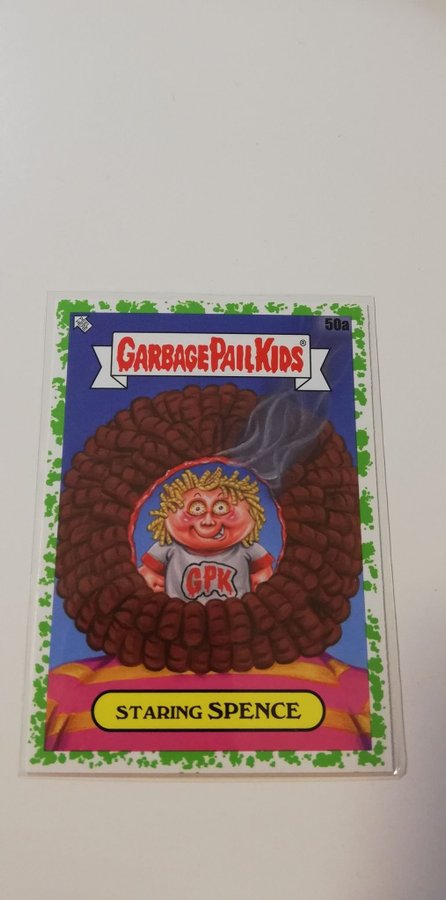 50a
GARBAGE PAIL KIDS®
GPK
STARING SPENCE